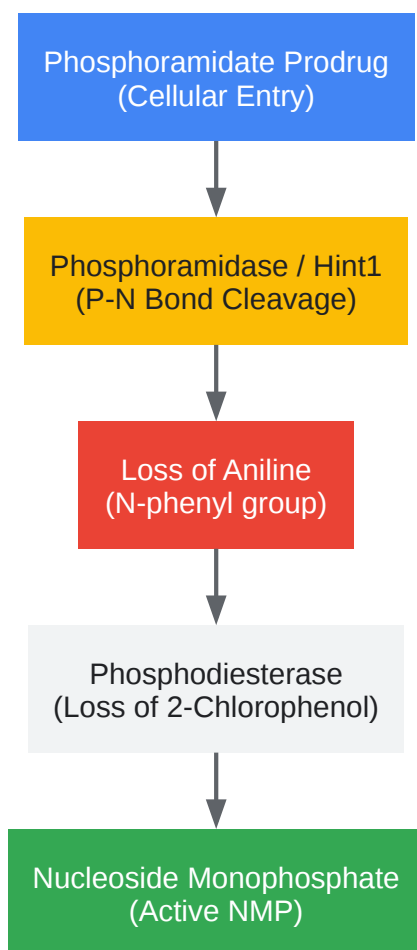 Phosphoramidate Prodrug
(Cellular Entry)
Phosphoramidase / Hint1
(P-N Bond Cleavage)
Loss of Aniline
(N-phenyl group)
Phosphodiesterase
(Loss of 2-Chlorophenol)
Nucleoside Monophosphate
(Active NMP)